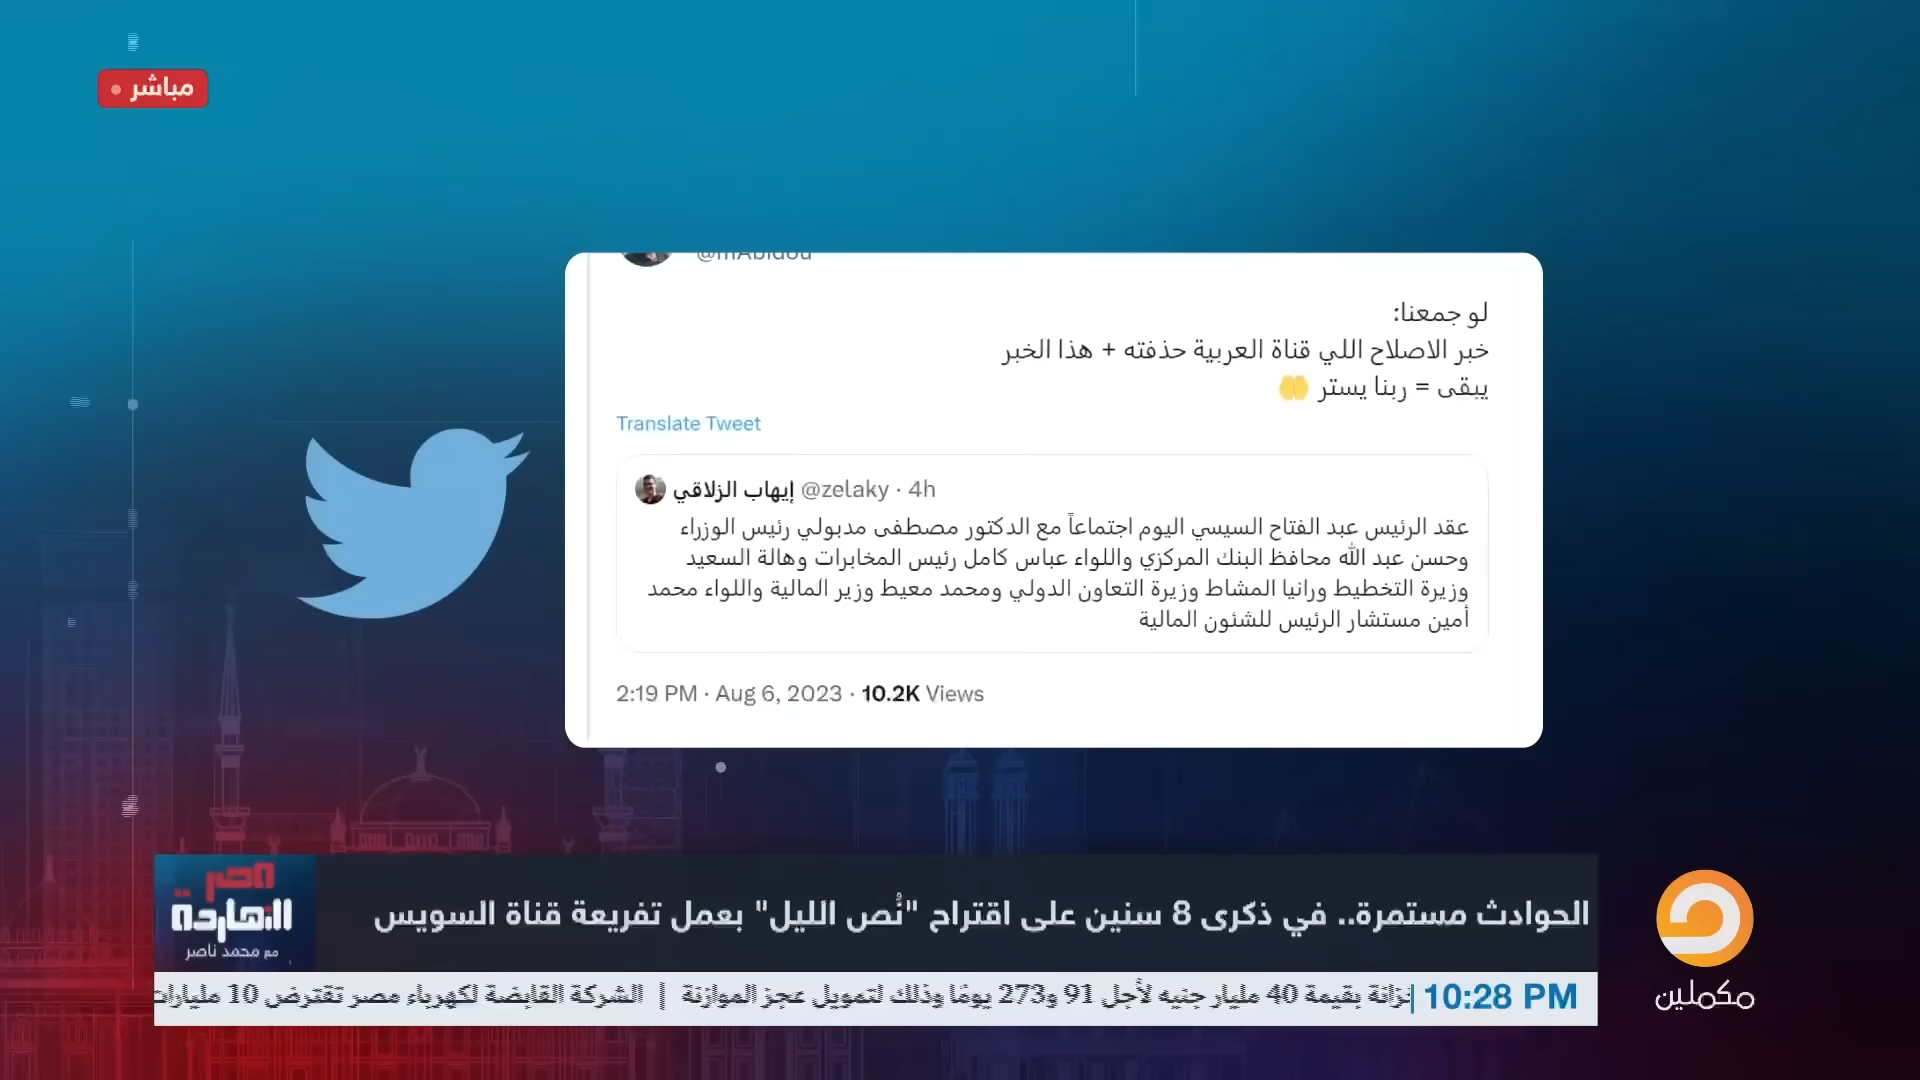 مباشر
@mAbidou
لو جمعنا:
خبر الاصلاح اللي قناة العربية حذفته + هذا الخبر
يبقى = ربنا يستر 🤲
Translate Tweet
إيهاب الزلاقي @zelaky · 4h
عقد الرئيس عبد الفتاح السيسي اليوم اجتماعاً مع الدكتور مصطفى مدبولي رئيس الوزراء
وحسن عبد الله محافظ البنك المركزي واللواء عباس كامل رئيس المخابرات وهالة السعيد
وزيرة التخطيط ورانيا المشاط وزيرة التعاون الدولي ومحمد معيط وزير المالية واللواء محمد
أمين مستشار الرئيس للشئون المالية
2:19 PM · Aug 6, 2023 · 10.2K Views
الحوادث مستمرة.. في ذكرى 8 سنين على اقتراح "نُص الليل" بعمل تفريعة قناة السويس
مصر
النهاردة
مع محمد ناصر
10:28 PM
بقيمة 40 مليار جنيه لأجل 91 و273 يومًا وذلك لتمويل عجز الموازنة | الشركة القابضة لكهرباء مصر تقترض 10 مليارات
مكملين